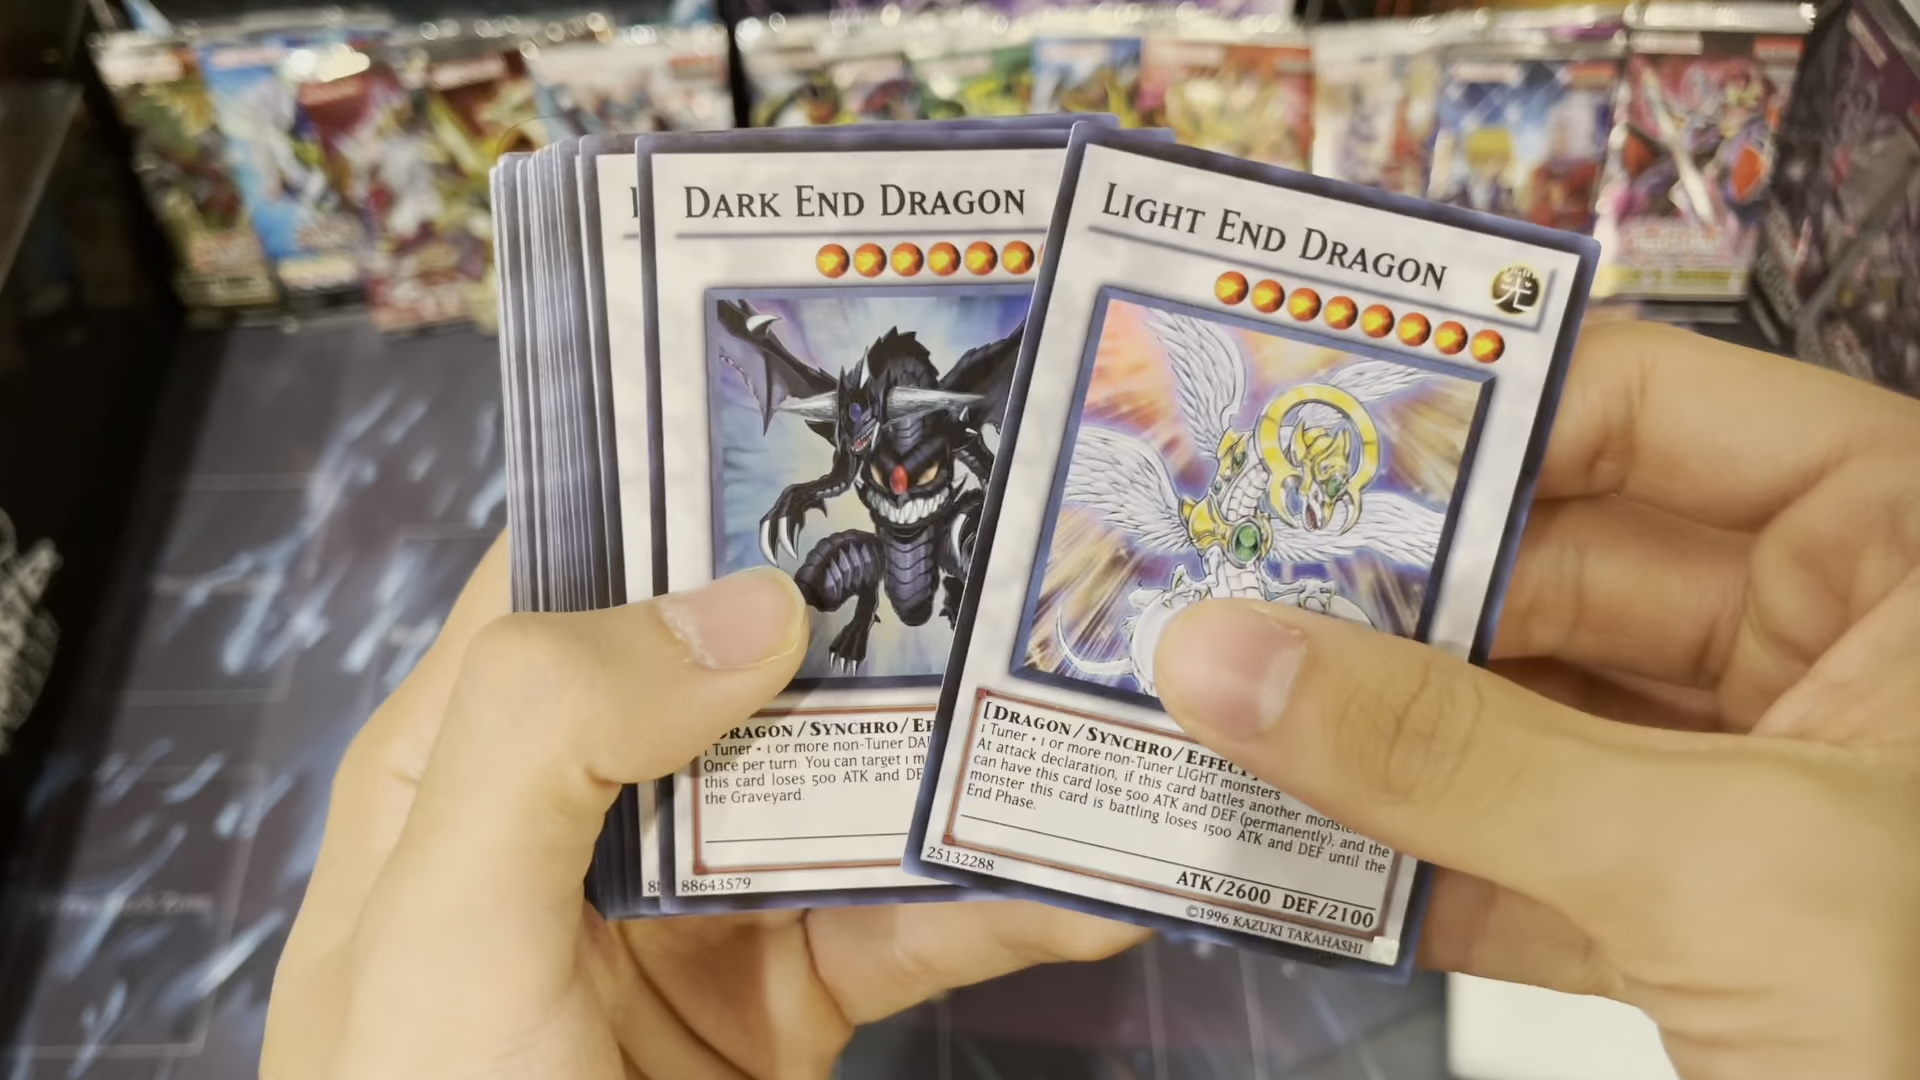 DARK END DRAGON
DRAGON/SYNCHRO/EF
1 Tuner + 1 or more non-Tuner DA
Once per turn: You can target 1 m
this card loses 500 ATK and DE
the Graveyard.
88643579
LIGHT END DRAGON
LIGHT
光
[DRAGON/SYNCHRO/EFFECT]
1 Tuner + 1 or more non-Tuner LIGHT monsters
At attack declaration, if this card battles another monster:
can have this card lose 500 ATK and DEF (permanently), and the
monster this card is battling loses 1500 ATK and DEF until the
End Phase.
ATK/2600 DEF/2100
25132288
©1996 KAZUKI TAKAHASHI